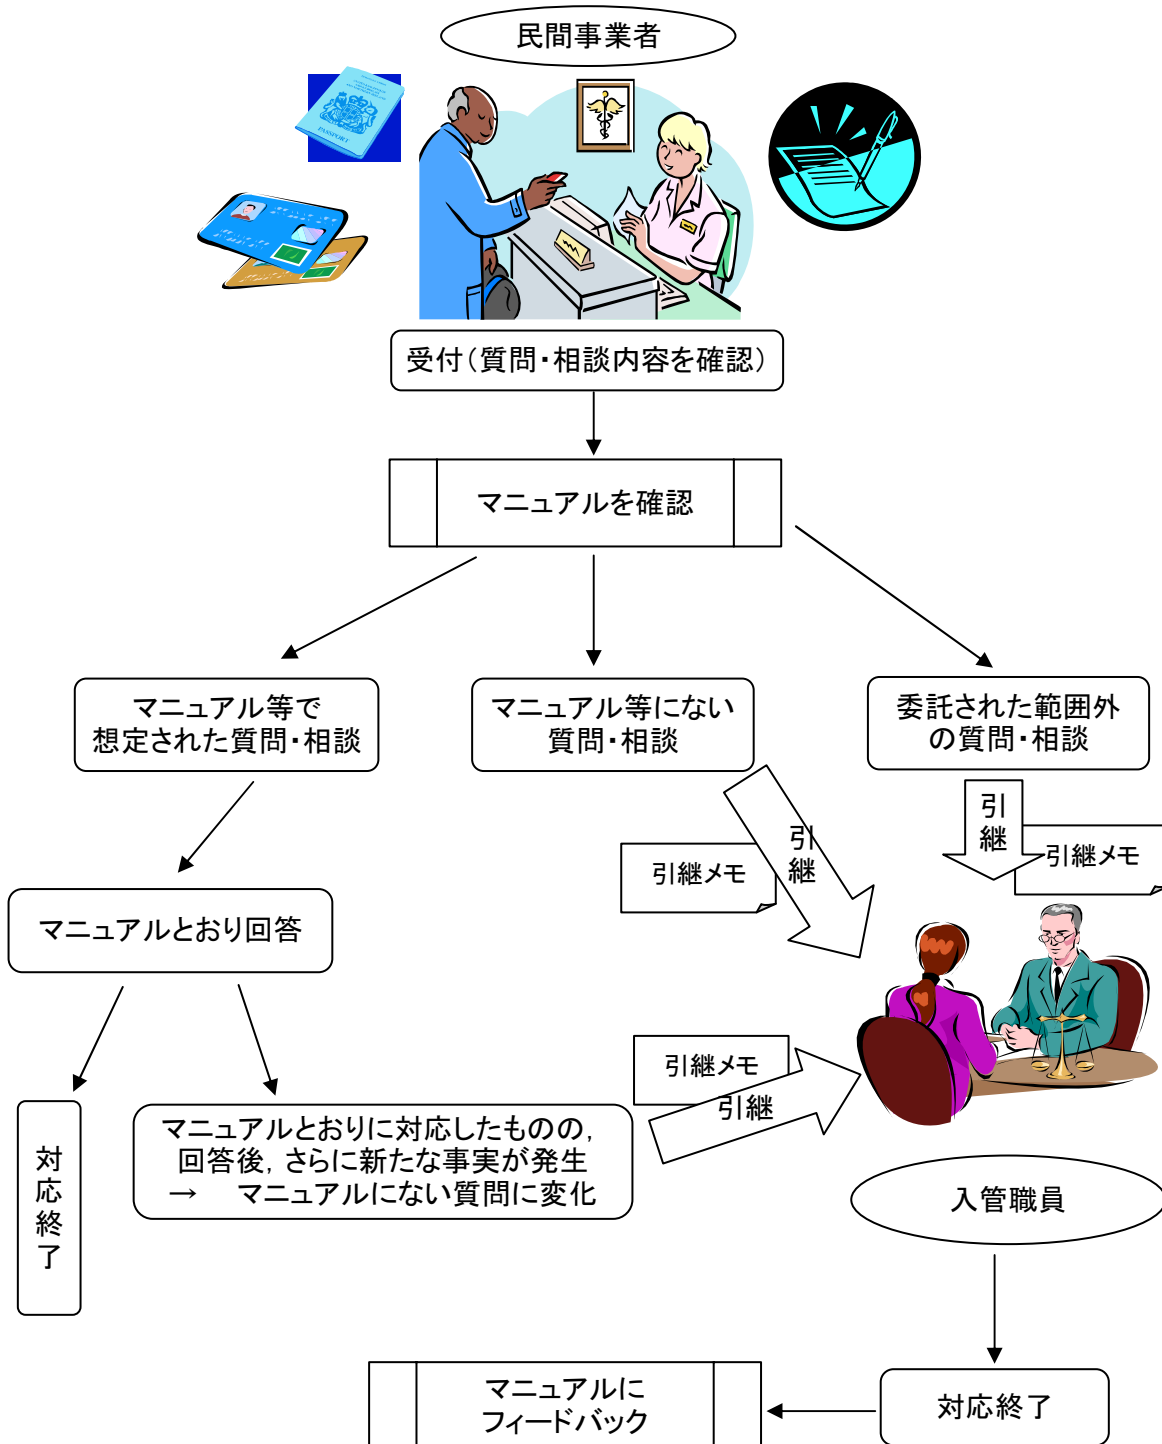 民間事業者
PASSPORT
受付(質問・相談内容を確認)
マニュアルを確認
マニュアル等で
想定された質問・相談
マニュアル等にない
質問・相談
委託された範囲外
の質問・相談
引継
引継メモ
引継
引継メモ
マニュアルとおり回答
引継メモ
引継
対応終了
マニュアルとおりに対応したものの,
回答後, さらに新たな事実が発生
→ マニュアルにない質問に変化
入管職員
対応終了
マニュアルに
フィードバック